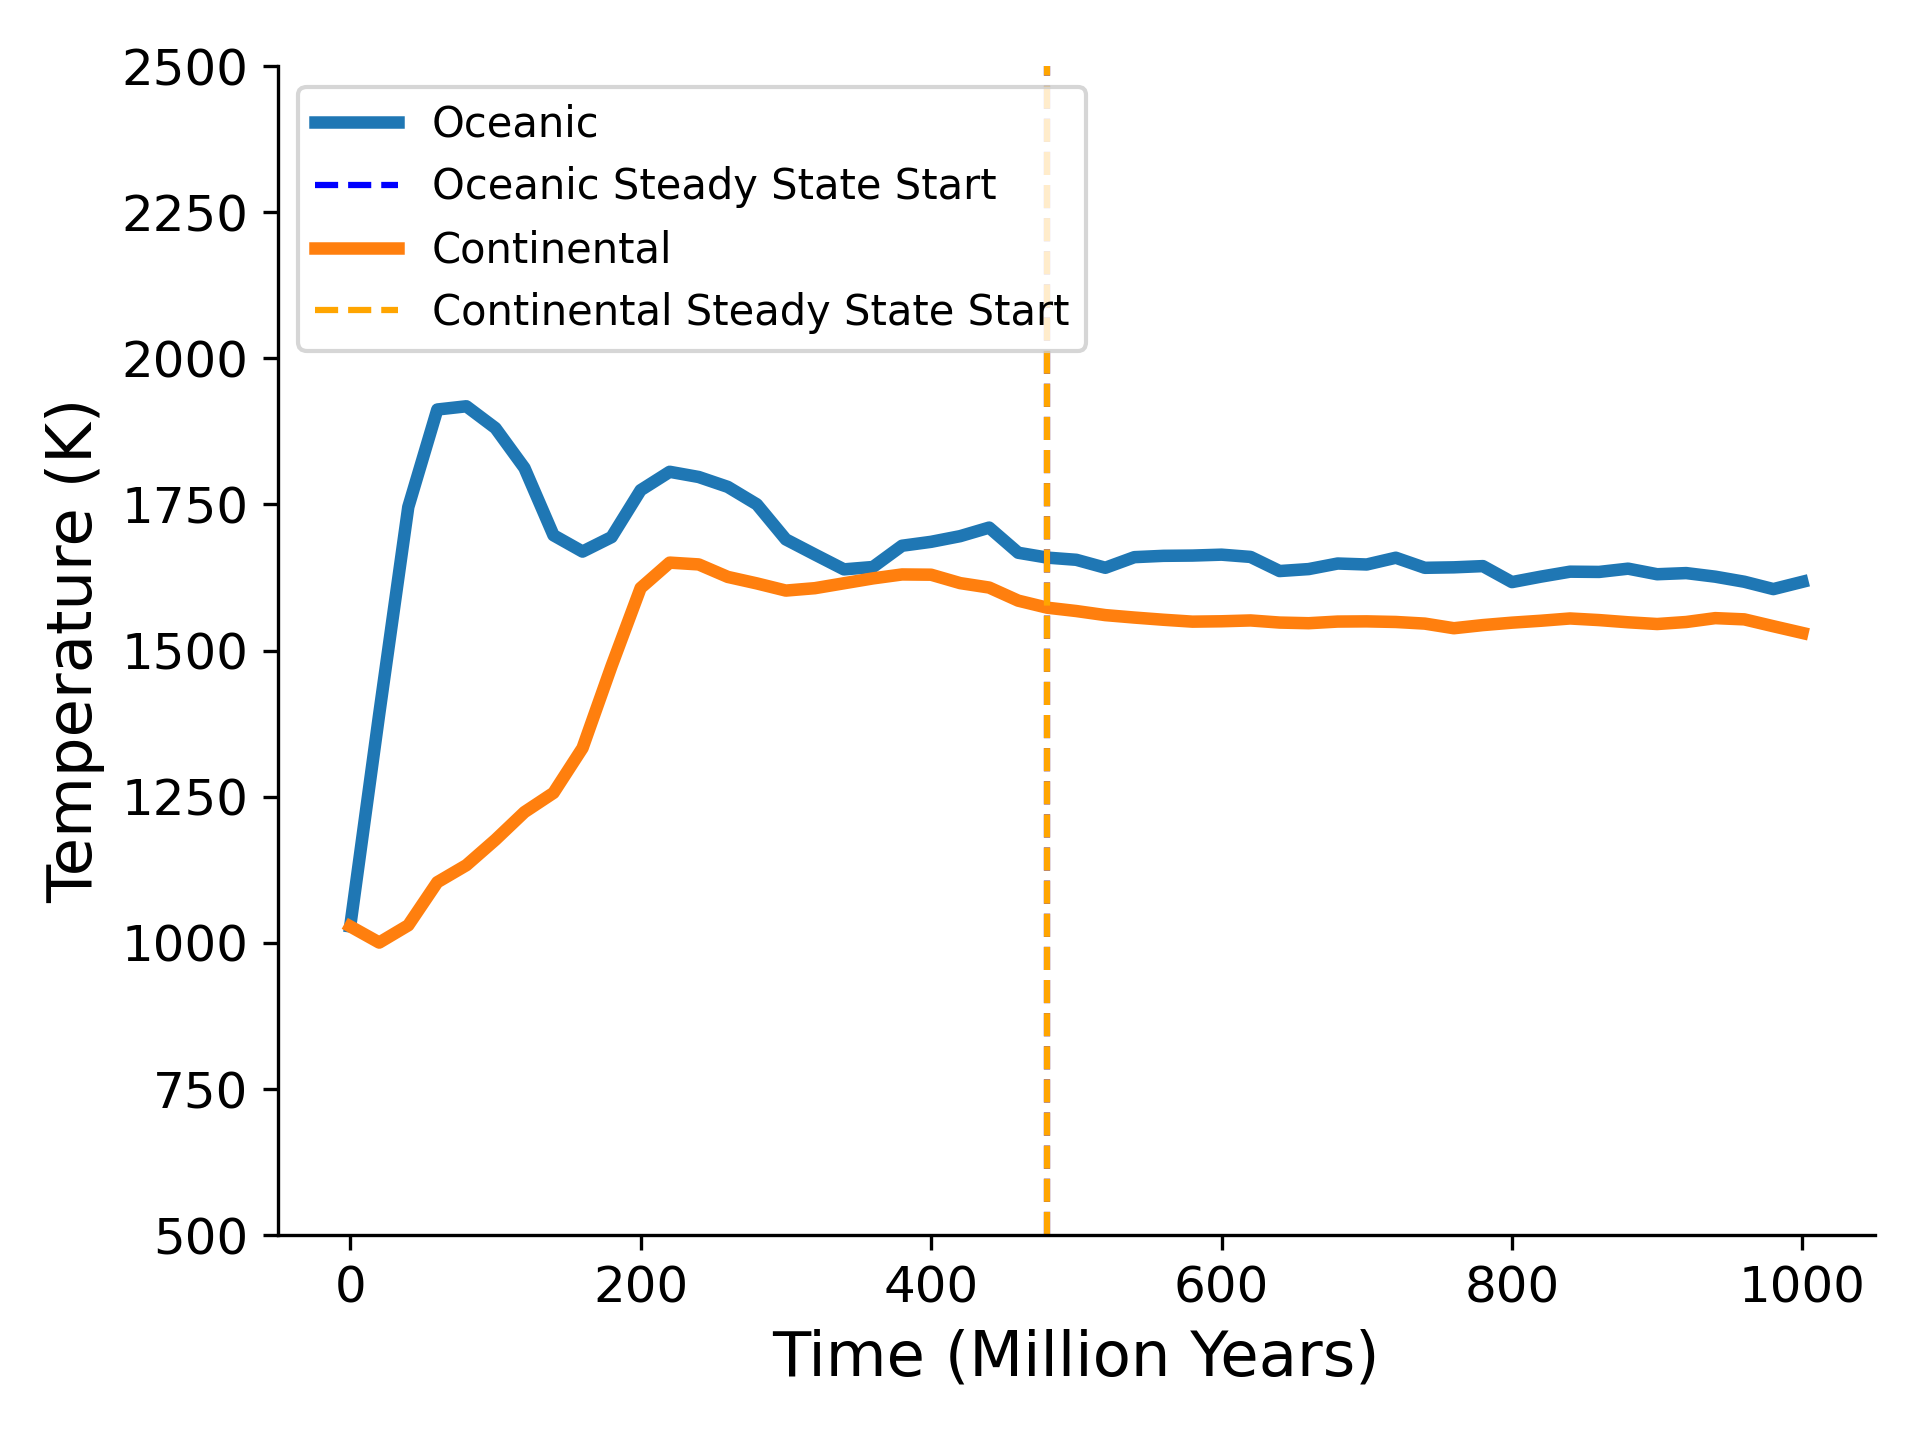 2500
2250
2000
1750
1500
1250
1000
750
500
Temperature (K)
Oceanic
Oceanic Steady State Start
Continental
Continental Steady State Start
0 200 400 600 800 1000
Time (Million Years)